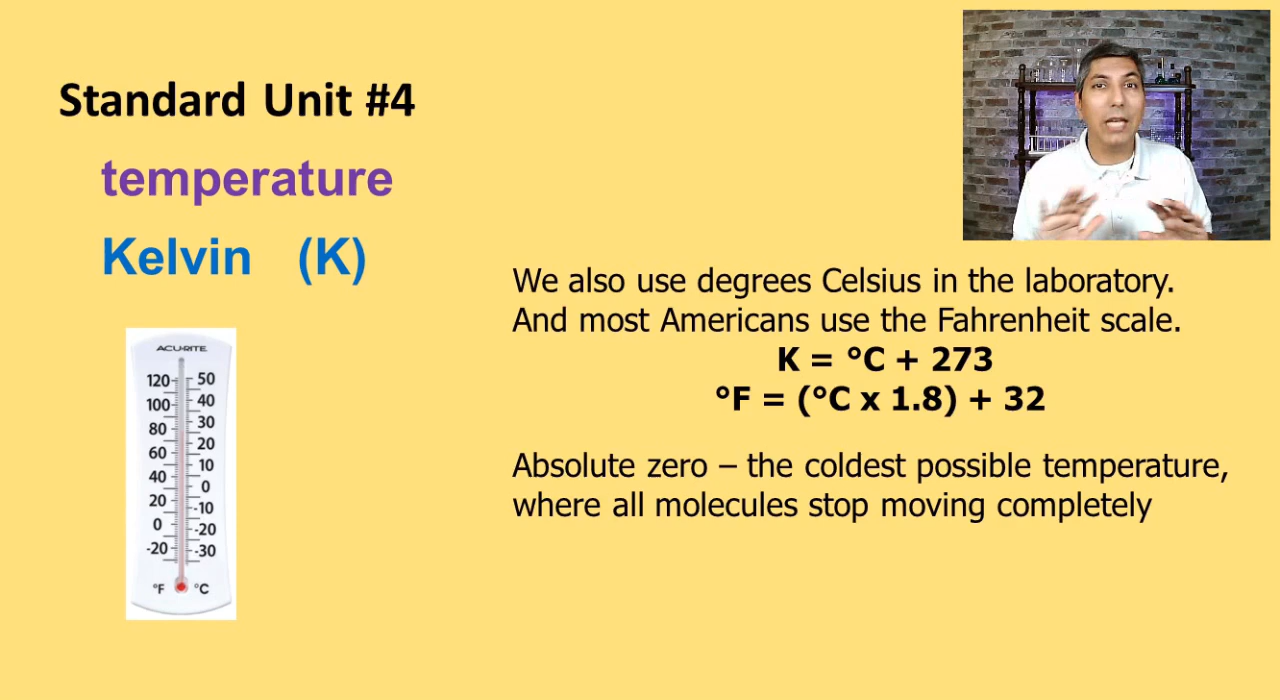 Standard Unit #4
temperature
Kelvin (K)
We also use degrees Celsius in the laboratory.
And most Americans use the Fahrenheit scale.
K = °C + 273
°F = (°C x 1.8) + 32
Absolute zero – the coldest possible temperature,
where all molecules stop moving completely
ACU·RITE
120 50
100 40
80 30
60 20
10
40 0
20 -10
0 -20
-20 -30
°F °C